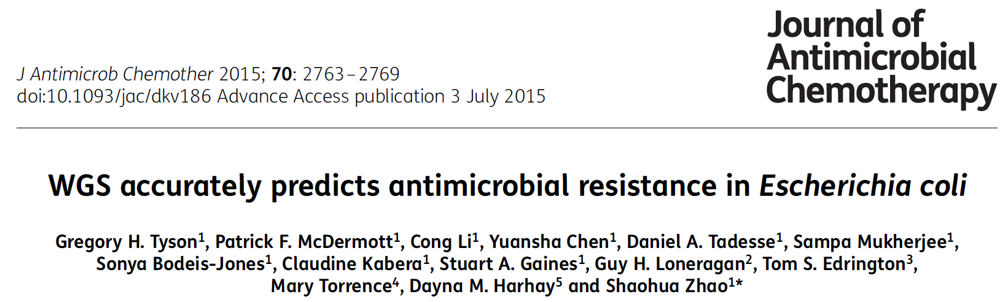 Journal of
Antimicrobial
Chemotherapy
J Antimicrob Chemother 2015; 70: 2763–2769
doi:10.1093/jac/dkv186 Advance Access publication 3 July 2015
WGS accurately predicts antimicrobial resistance in Escherichia coli
Gregory H. Tyson1, Patrick F. McDermott1, Cong Li1, Yuansha Chen1, Daniel A. Tadesse1, Sampa Mukherjee1,
Sonya Bodeis-Jones1, Claudine Kabera1, Stuart A. Gaines1, Guy H. Loneragan2, Tom S. Edrington3,
Mary Torrence4, Dayna M. Harhay5 and Shaohua Zhao1*